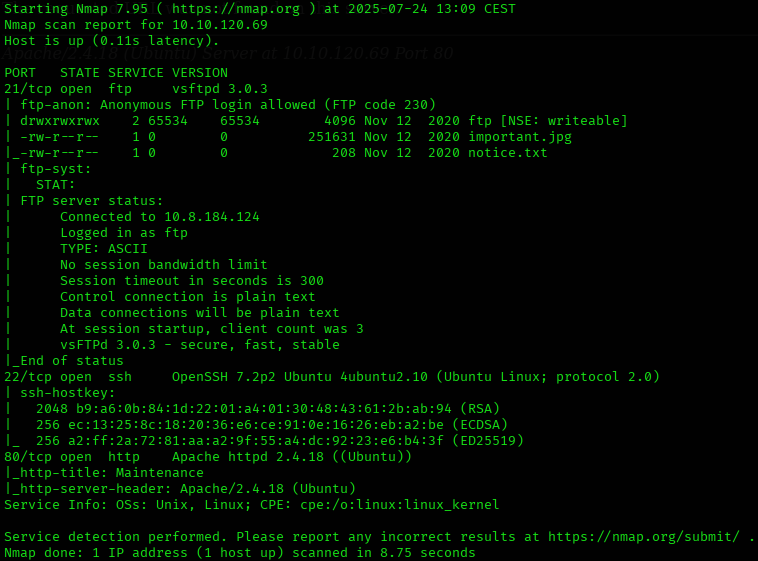 Starting Nmap 7.95 ( https://nmap.org ) at 2025-07-24 13:09 CEST
Nmap scan report for 10.10.120.69
Host is up (0.11s latency).
Apache/2.4.18 (Ubuntu) Server at 10.10.120.69 Port 80
PORT   STATE SERVICE VERSION
21/tcp open  ftp     vsftpd 3.0.3
| ftp-anon: Anonymous FTP login allowed (FTP code 230)
| drwxrwxrwx    2 65534    65534        4096 Nov 12  2020 ftp [NSE: writeable]
| -rw-r--r--    1 0        0          251631 Nov 12  2020 important.jpg
|_-rw-r--r--    1 0        0             208 Nov 12  2020 notice.txt
| ftp-syst:
|   STAT:
| FTP server status:
|      Connected to 10.8.184.124
|      Logged in as ftp
|      TYPE: ASCII
|      No session bandwidth limit
|      Session timeout in seconds is 300
|      Control connection is plain text
|      Data connections will be plain text
|      At session startup, client count was 3
|      vsFTPd 3.0.3 - secure, fast, stable
|_End of status
22/tcp open  ssh     OpenSSH 7.2p2 Ubuntu 4ubuntu2.10 (Ubuntu Linux; protocol 2.0)
| ssh-hostkey:
|   2048 b9:a6:0b:84:1d:22:01:a4:01:30:48:43:61:2b:ab:94 (RSA)
|   256 ec:13:25:8c:18:20:36:e6:ce:91:0e:16:26:eb:a2:be (ECDSA)
|_  256 a2:ff:2a:72:81:aa:a2:9f:55:a4:dc:92:23:e6:b4:3f (ED25519)
80/tcp open  http    Apache httpd 2.4.18 ((Ubuntu))
|_http-title: Maintenance
|_http-server-header: Apache/2.4.18 (Ubuntu)
Service Info: OSs: Unix, Linux; CPE: cpe:/o:linux:linux_kernel
Service detection performed. Please report any incorrect results at https://nmap.org/submit/ .
Nmap done: 1 IP address (1 host up) scanned in 8.75 seconds